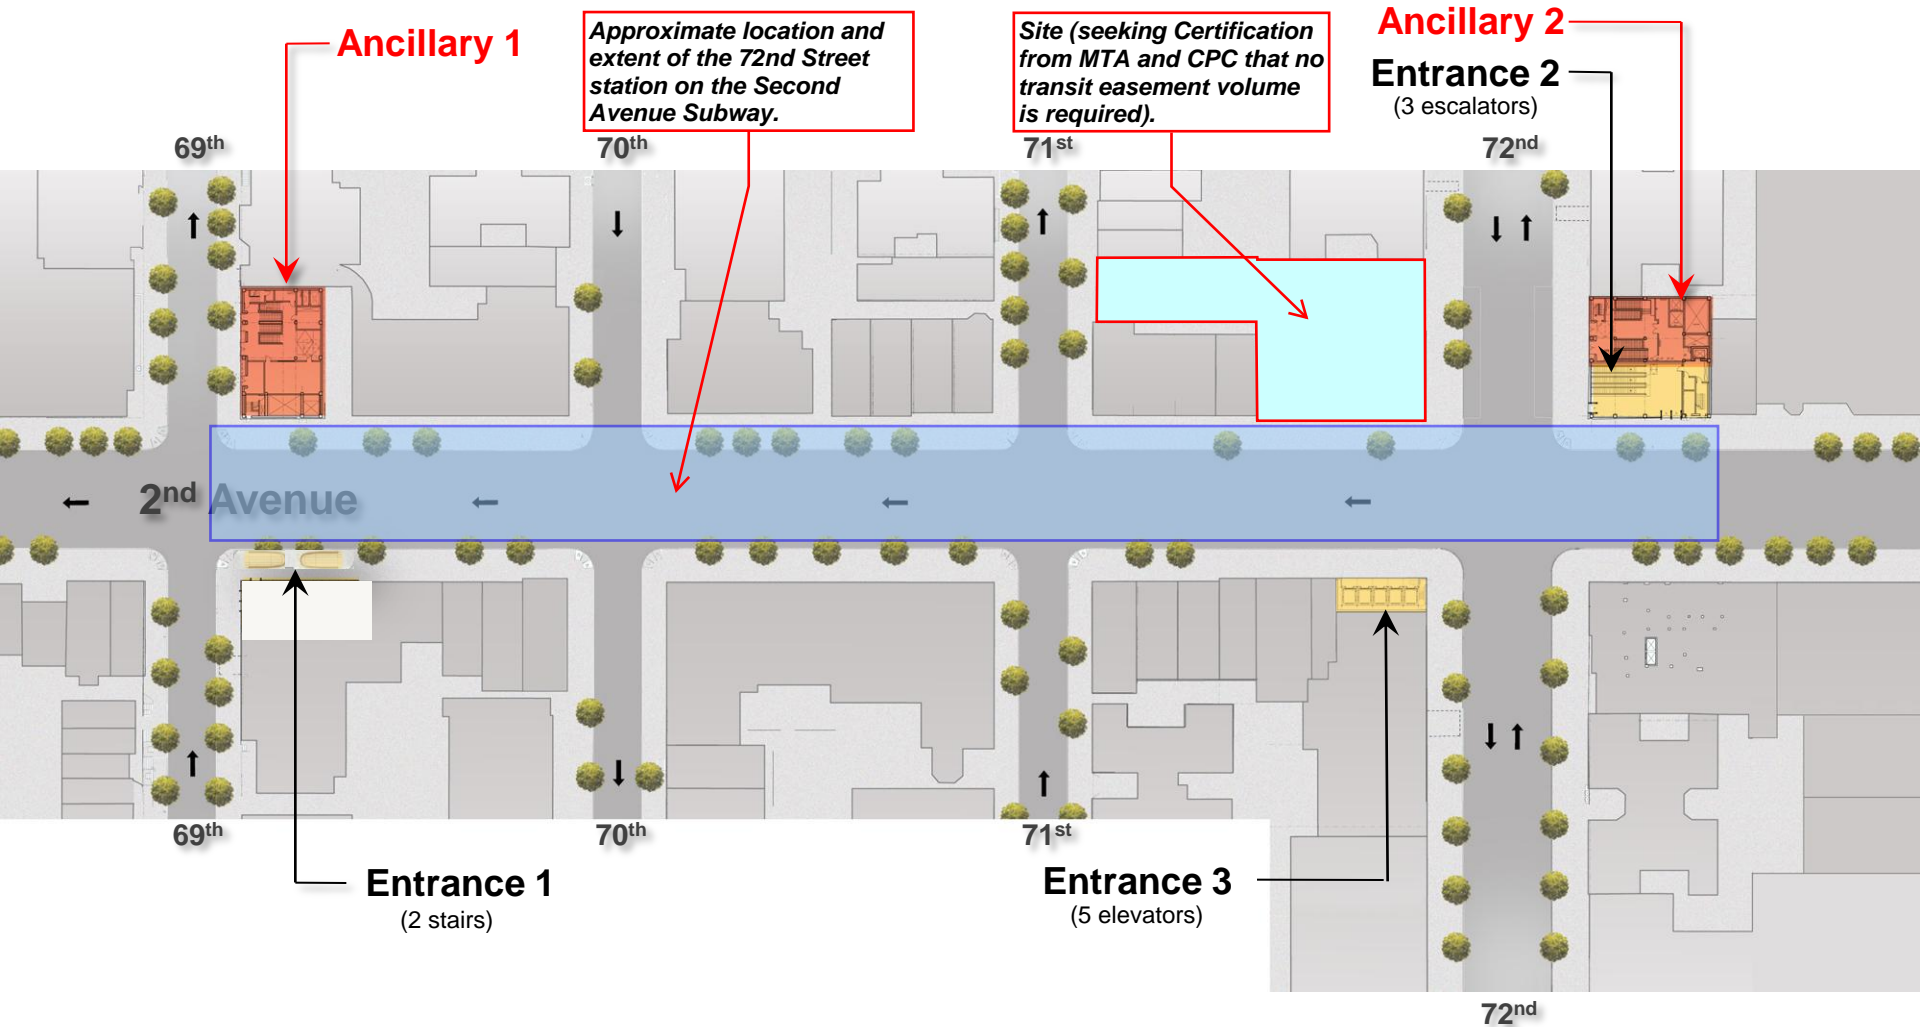 Ancillary 1
Approximate location and
extent of the 72nd Street
station on the Second
Avenue Subway.
Site (seeking Certification
from MTA and CPC that no
transit easement volume
is required).
Ancillary 2
Entrance 2
(3 escalators)
69th
70th
71st
72nd
2nd Avenue
69th
70th
71st
Entrance 1
(2 stairs)
Entrance 3
(5 elevators)
72nd